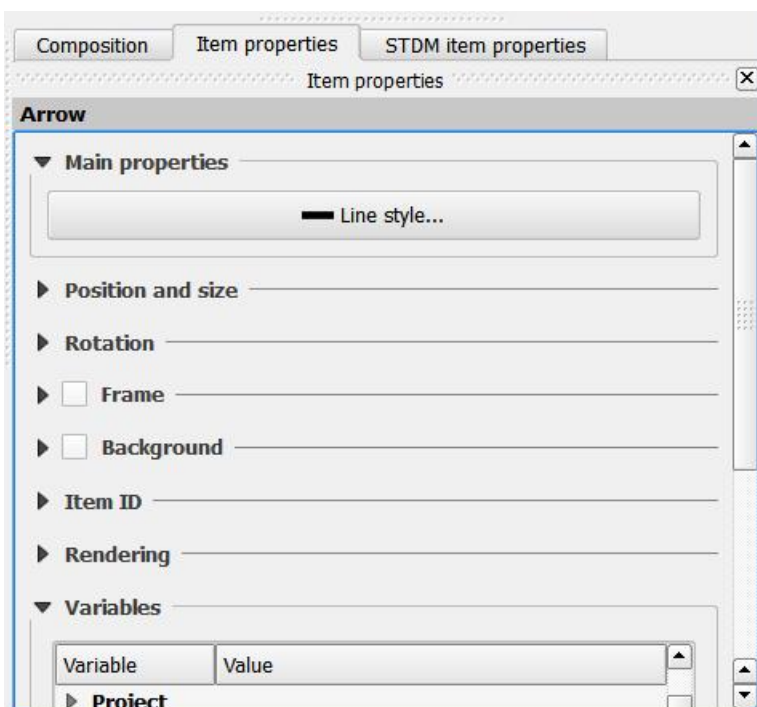 Composition Item properties STDM item properties
Item properties
Arrow
Main properties
Line style...
Position and size
Rotation
Frame
Background
Item ID
Rendering
Variables
Variable Value
Project